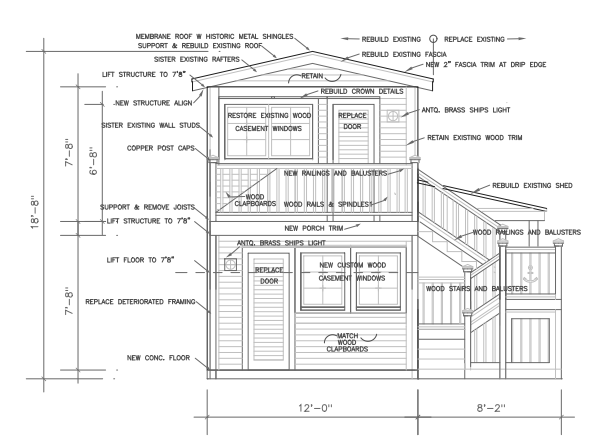 MEMBRANE ROOF W HISTORIC METAL SHINGLES
REBUILD EXISTING
REPLACE EXISTING
SUPPORT & REBUILD EXISTING ROOF
REBUILD EXISTING FASCIA
SISTER EXISTING RAFTERS
NEW 2" FASCIA TRIM AT DRIP EDGE
LIFT STRUCTURE TO 7'8"
RETAIN
REBUILD CROWN DETAILS
NEW STRUCTURE ALIGN
RESTORE EXISTING WOOD
CASEMENT WINDOWS
REPLACE
DOOR
ANTQ. BRASS SHIPS LIGHT
SISTER EXISTING WALL STUDS
RETAIN EXISTING WOOD TRIM
COPPER POST CAPS
7'-8"
6'-8"
18'-8"
NEW RAILINGS AND BALUSTERS
REBUILD EXISTING SHED
WOOD
CLAPBOARDS
WOOD RAILS & SPINDLES
SUPPORT & REMOVE JOISTS
LIFT STRUCTURE TO 7'8"
NEW PORCH TRIM
WOOD RAILINGS AND BALUSTERS
ANTQ. BRASS SHIPS LIGHT
LIFT FLOOR TO 7'8"
REPLACE
DOOR
NEW CUSTOM WOOD
CASEMENT WINDOWS
WOOD STAIRS AND BALUSTERS
7'-8"
REPLACE DETERIORATED FRAMING
MATCH
WOOD
CLAPBOARDS
NEW CONC. FLOOR
12'-0"
8'-2"